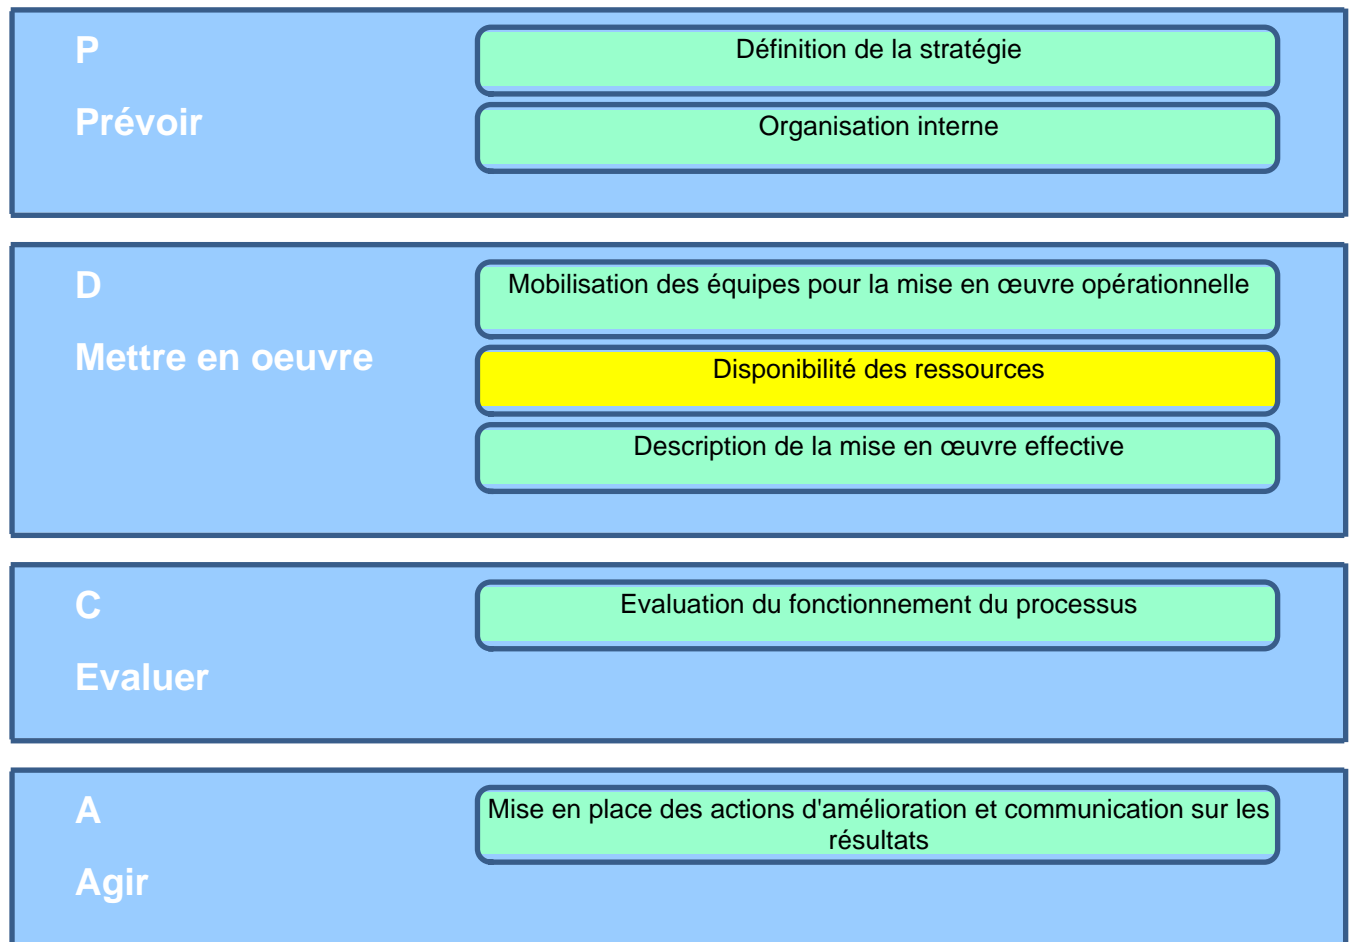 P
Prévoir
Définition de la stratégie
Organisation interne
D
Mettre en oeuvre
Mobilisation des équipes pour la mise en œuvre opérationnelle
Disponibilité des ressources
Description de la mise en œuvre effective
C
Evaluer
Evaluation du fonctionnement du processus
A
Agir
Mise en place des actions d'amélioration et communication sur les
résultats